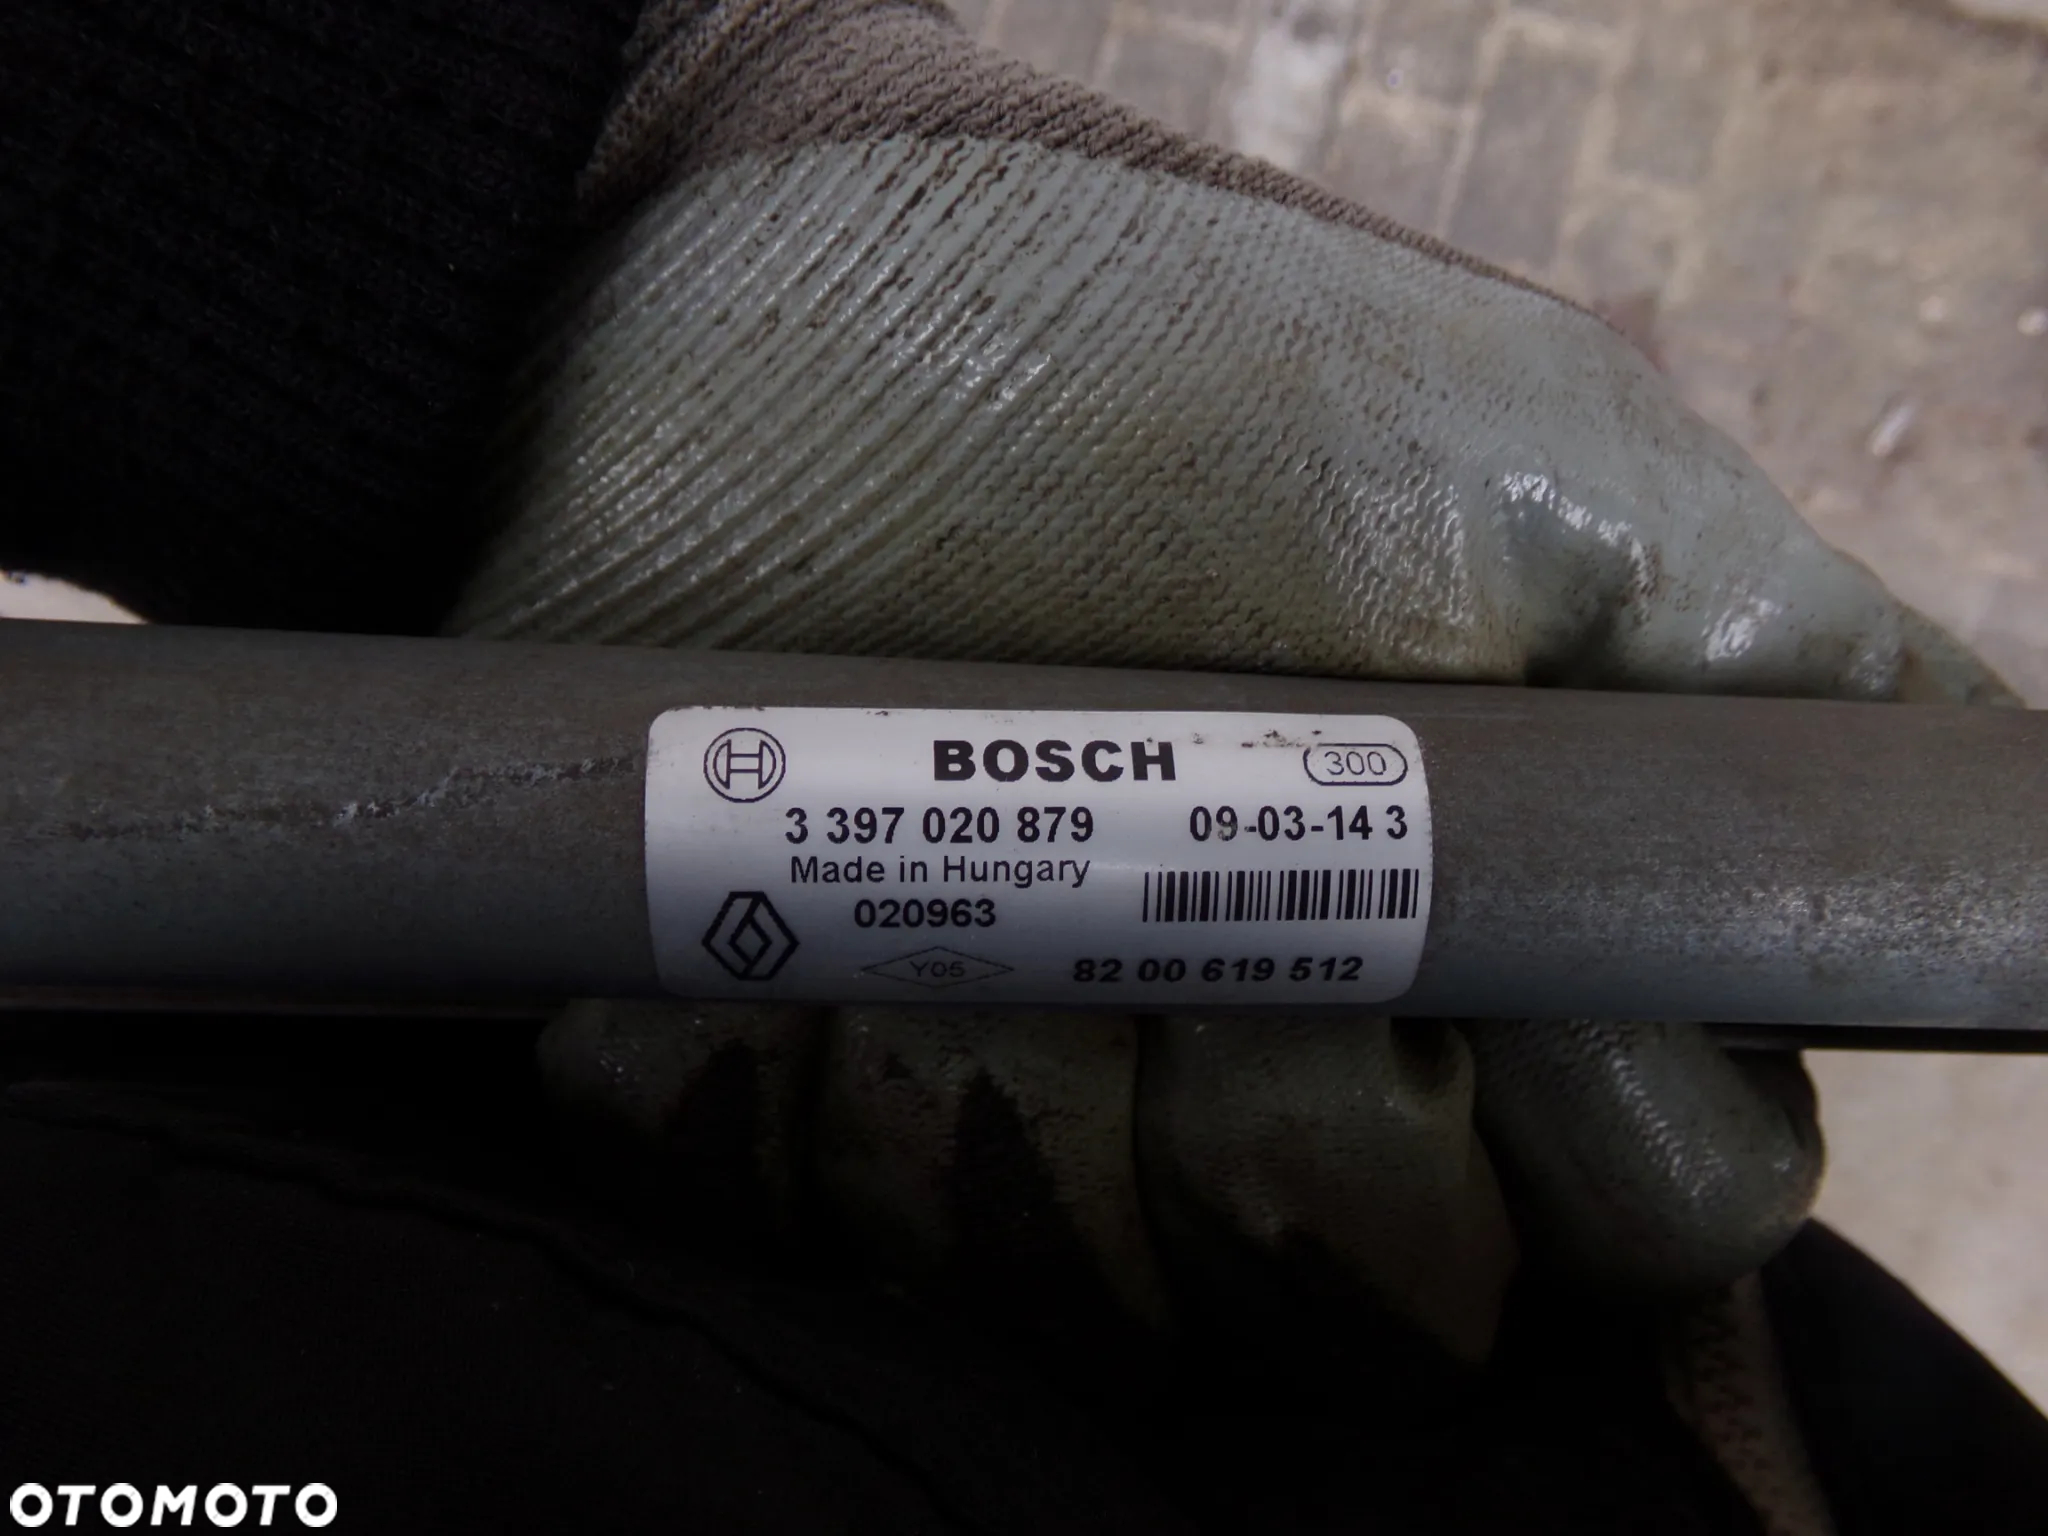 BOSCH 300
3 397 020 879 09-03-14 3
Made in Hungary
020963
Y05 82 00 619 512
OTOMOTO